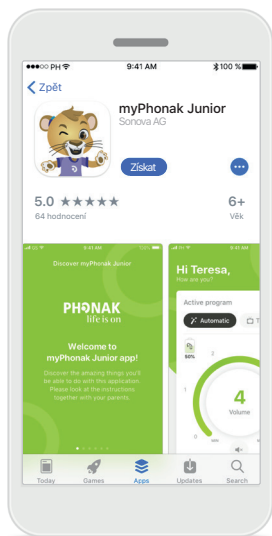 PH
9:41 AM
100 %
Zpět
myPhonak Junior
Sonova AG
Získat
5.0 ★★★★★
6+
64 hodnocení
Věk
9:41 AM
Discover myPhonak Junior
PHONAK
life is on
Welcome to
myPhonak Junior app!
Discover the amazing things you'll
be able to do with this application.
Please look at the instructions
together with your parents.
9:41 AM
Hi Teresa,
How are you?
Active program
Automatic
T
50%
2
1
4
Volume
0
Today
Games
Apps
Updates
Search